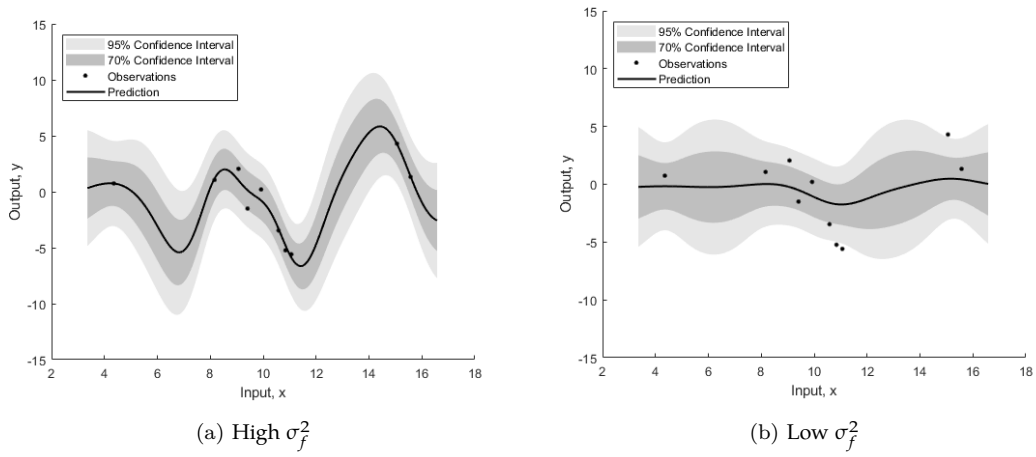 15
10
5
0
-5
-10
-15
Output, y
95% Confidence Interval
70% Confidence Interval
Observations
Prediction
2 4 6 8 10 12 14 16 18
Input, x
(a) High σ_f^2
15
10
5
0
-5
-10
-15
Output, y
95% Confidence Interval
70% Confidence Interval
Observations
Prediction
2 4 6 8 10 12 14 16 18
Input, x
(b) Low σ_f^2